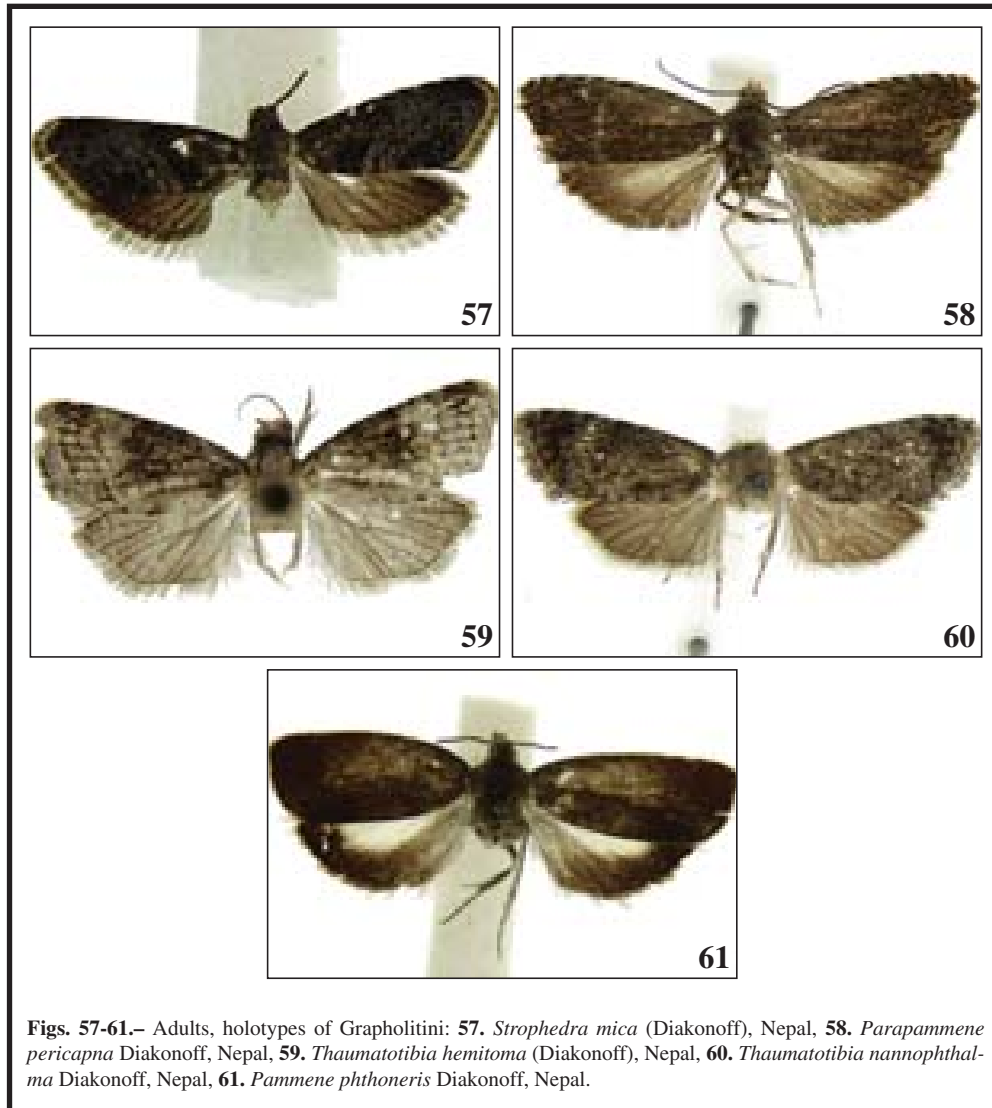 57
58
59
60
61
Figs. 57-61.– Adults, holotypes of Grapholitini: 57. Strophedra mica (Diakonoff), Nepal, 58. Parapammene
pericapna Diakonoff, Nepal, 59. Thaumatotibia hemitoma (Diakonoff), Nepal, 60. Thaumatotibia nannophthal-
ma Diakonoff, Nepal, 61. Pammene phthoneris Diakonoff, Nepal.